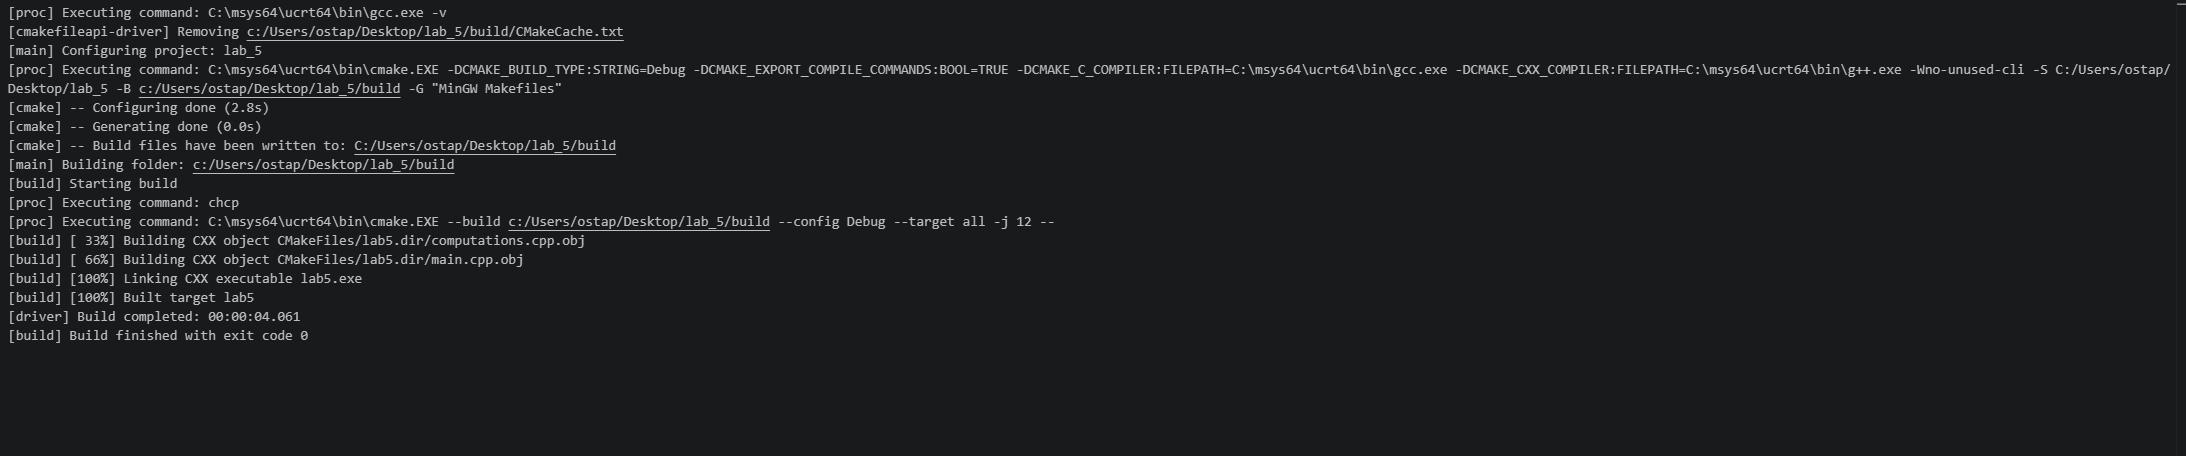 [proc] Executing command: C:\msys64\ucrt64\bin\gcc.exe -v
[cmakefileapi-driver] Removing c:/Users/ostap/Desktop/lab_5/build/CMakeCache.txt
[main] Configuring project: lab_5
[proc] Executing command: C:\msys64\ucrt64\bin\cmake.EXE -DCMAKE_BUILD_TYPE:STRING=Debug -DCMAKE_EXPORT_COMPILE_COMMANDS:BOOL=TRUE -DCMAKE_C_COMPILER:FILEPATH=C:\msys64\ucrt64\bin\gcc.exe -DCMAKE_CXX_COMPILER:FILEPATH=C:\msys64\ucrt64\bin\g++.exe -Wno-unused-cli -S C:/Users/ostap/
Desktop/lab_5 -B c:/Users/ostap/Desktop/lab_5/build -G "MinGW Makefiles"
[cmake] -- Configuring done (2.8s)
[cmake] -- Generating done (0.0s)
[cmake] -- Build files have been written to: C:/Users/ostap/Desktop/lab_5/build
[main] Building folder: c:/Users/ostap/Desktop/lab_5/build
[build] Starting build
[proc] Executing command: chcp
[proc] Executing command: C:\msys64\ucrt64\bin\cmake.EXE --build c:/Users/ostap/Desktop/lab_5/build --config Debug --target all -j 12 --
[build] [ 33%] Building CXX object CMakeFiles/lab5.dir/computations.cpp.obj
[build] [ 66%] Building CXX object CMakeFiles/lab5.dir/main.cpp.obj
[build] [100%] Linking CXX executable lab5.exe
[build] [100%] Built target lab5
[driver] Build completed: 00:00:04.061
[build] Build finished with exit code 0